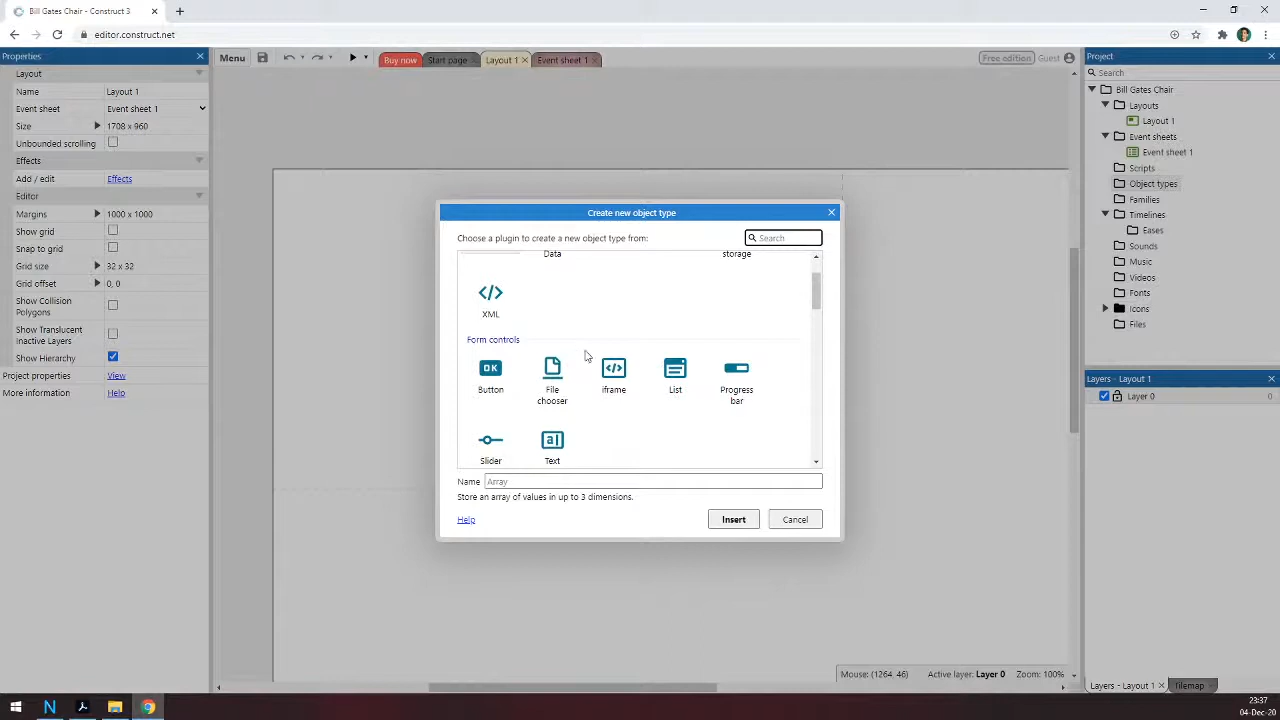 Bill Gates Chair - Construct 3
editor.construct.net
Properties
Layout
Name Layout 1
Event sheet Event sheet 1
Size 1708 x 960
Unbounded scrolling
Effects
Add / edit Effects
Editor
Margins 1000 x 1000
Show grid
Snap to grid
Grid size 32 x 32
Grid offset 0, 0
Show Collision
Polygons
Show Translucent
Inactive Layers
Show Hierarchy
Project properties View
More information Help
Menu
Buy now Start page Layout 1 Event sheet 1
Free edition Guest
Create new object type
Choose a plugin to create a new object type from:
Search
Data storage
</>
XML
Form controls
OK </> a|
Button File chooser iframe List Progress bar
Slider Text
Name Array
Store an array of values in up to 3 dimensions.
Help Insert Cancel
Mouse: (1264, 46) Active layer: Layer 0 Zoom: 100%
Project
Search
Bill Gates Chair
Layouts
Layout 1
Event sheets
Event sheet 1
Scripts
Object types
Families
Timelines
Eases
Sounds
Music
Videos
Fonts
Icons
Files
Layers - Layout 1
Layer 0 0
Layers - Layout 1 Tilemap
N
23:37
04-Dec-20